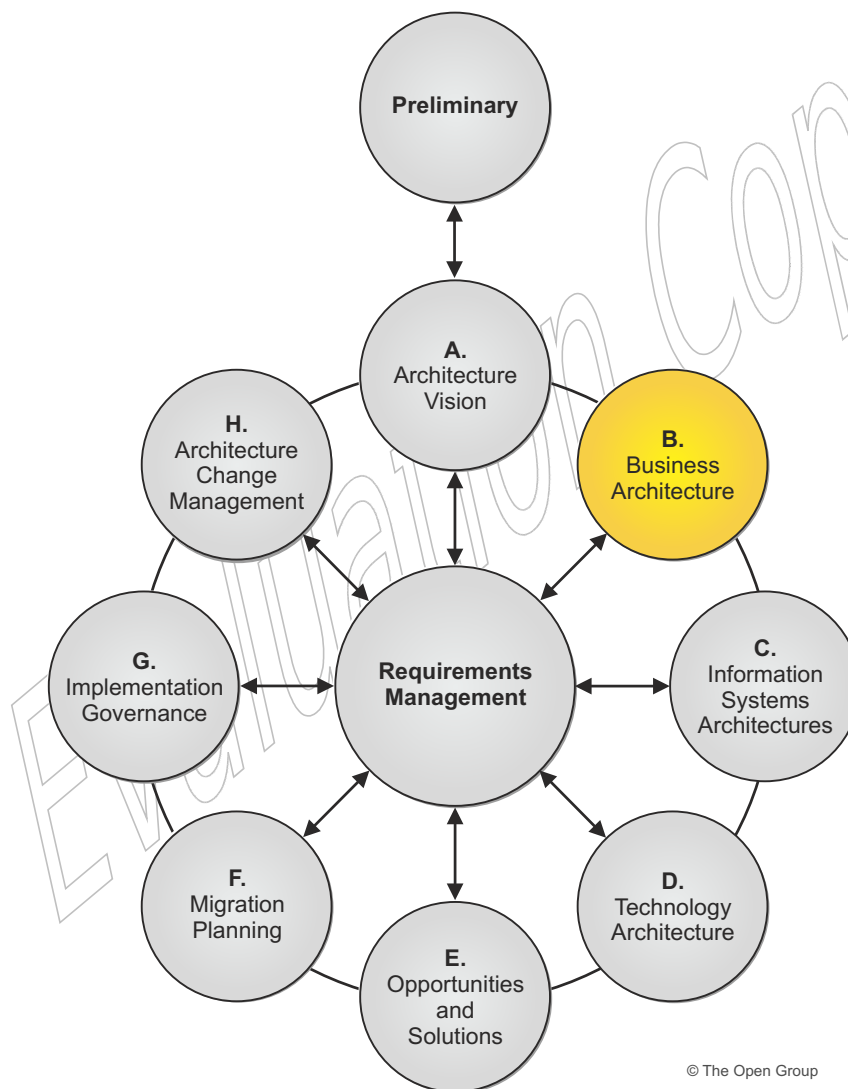 Preliminary
A.
Architecture
Vision
B.
Business
Architecture
C.
Information
Systems
Architectures
D.
Technology
Architecture
E.
Opportunities
and
Solutions
F.
Migration
Planning
G.
Implementation
Governance
H.
Architecture
Change
Management
Requirements
Management
Evaluation Cop
© The Open Group